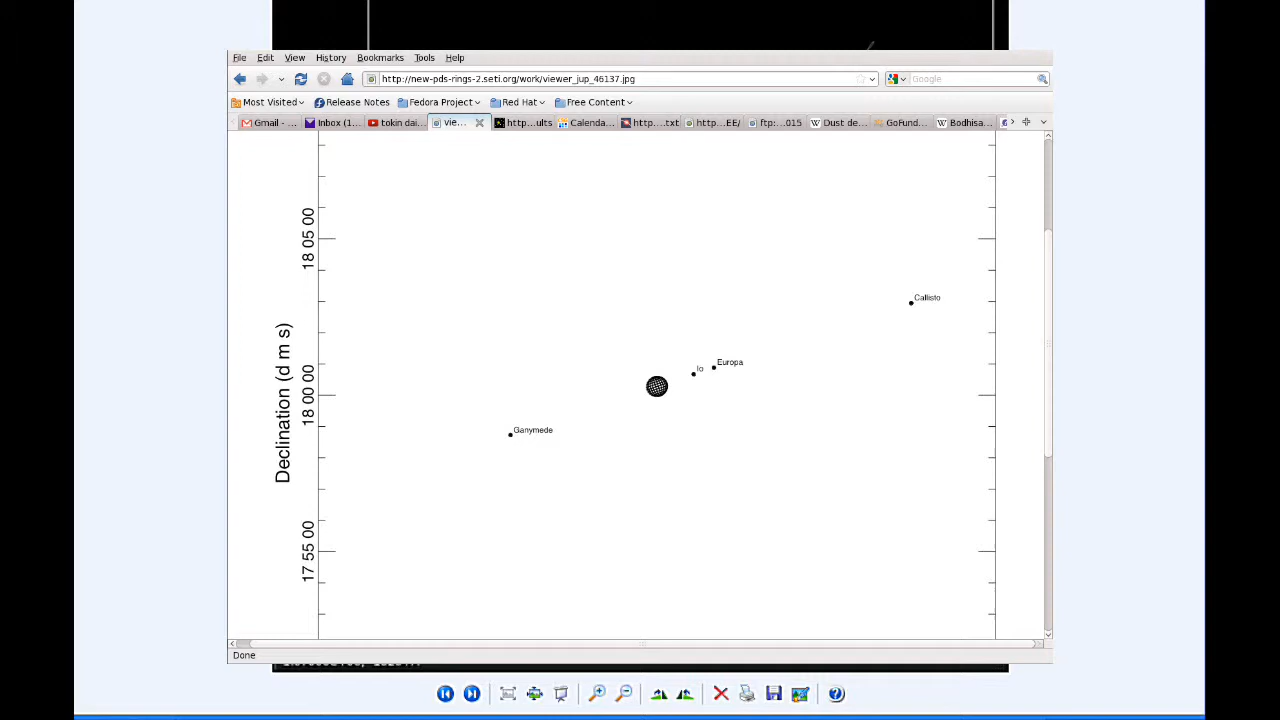 File Edit View History Bookmarks Tools Help
http://new-pds-rings-2.seti.org/work/viewer_jup_46137.jpg Google
Most Visited Release Notes Fedora Project Red Hat Free Content
Gmail - ... Inbox (1... tokin dai... vie... http...ults Calenda... http....txt http...EE/ ftp:...015 Dust de... GoFund... Bodhisa...
18 05 00
Callisto
Europa
Io
Declination (d m s)
18 00 00
Ganymede
17 55 00
Done